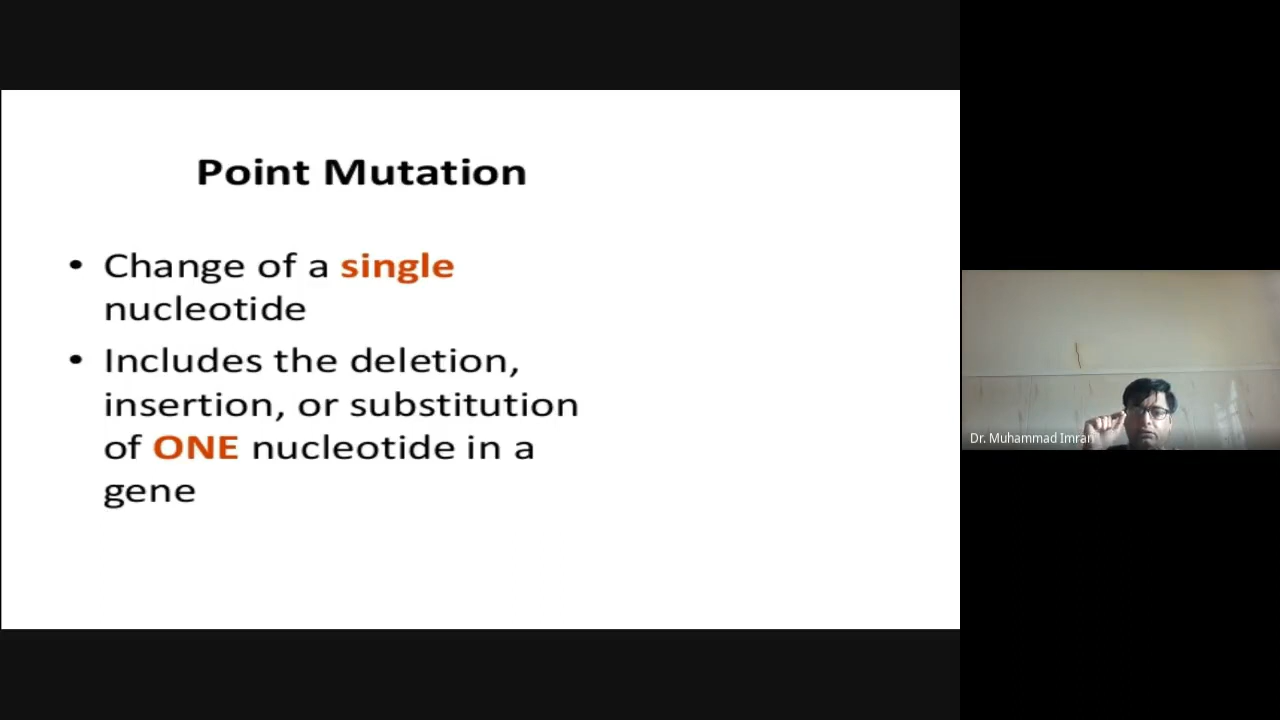 Point Mutation
• Change of a single
nucleotide
• Includes the deletion,
insertion, or substitution
of ONE nucleotide in a
gene
Dr. Muhammad Imran